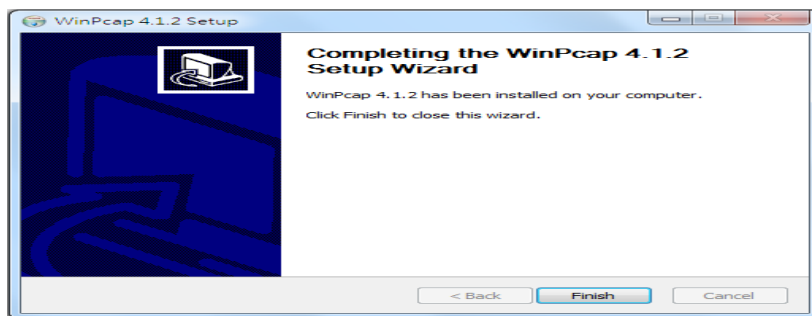 WinPcap 4.1.2 Setup
Completing the WinPcap 4.1.2
Setup Wizard
WinPcap 4.1.2 has been installed on your computer.
Click Finish to close this wizard.
< Back
Finish
Cancel